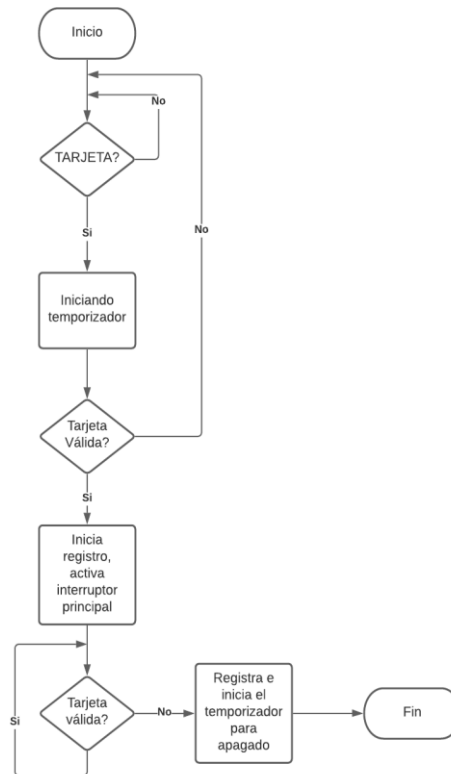 Inicio
No
TARJETA?
No
Si
Iniciando
temporizador
Tarjeta
Válida?
Si
Inicia
registro,
activa
interruptor
principal
Tarjeta
válida?
Si
No
Registra e
inicia el
temporizador
para
apagado
Fin